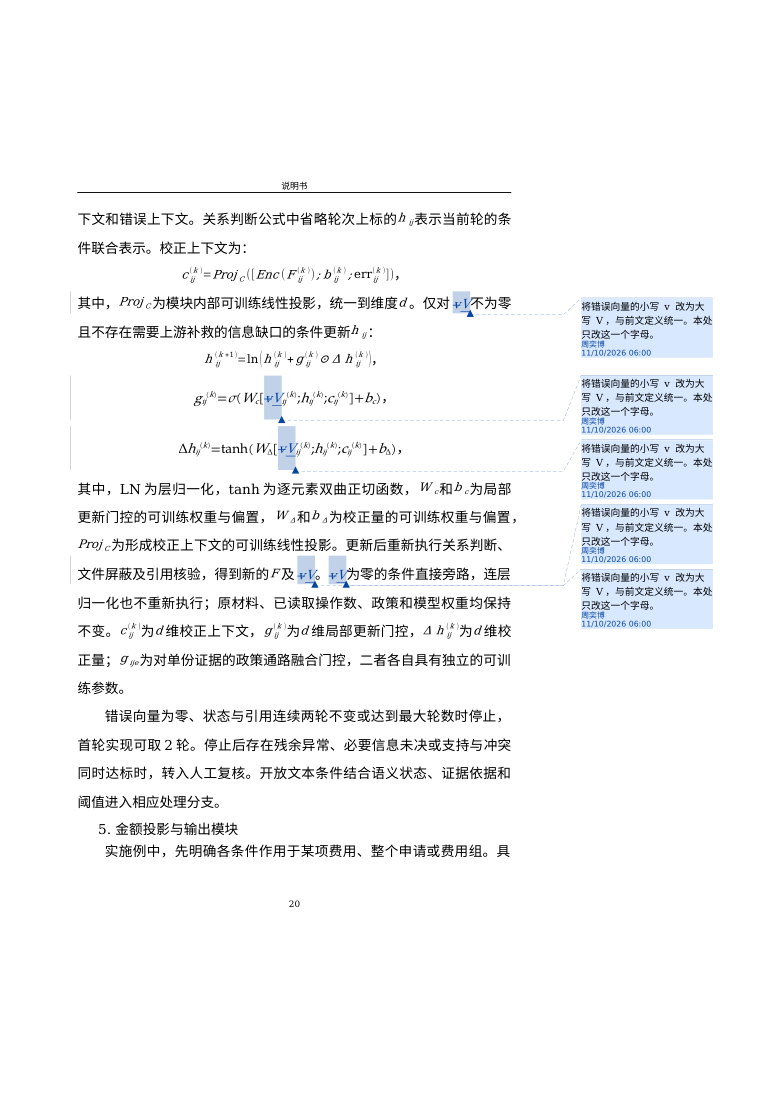 说明书
下文和错误上下文。关系判断公式中省略轮次上标的h_ij表示当前轮的条
件联合表示。校正上下文为：
c_ij^(k)=Proj_C([Enc(F_ij^(k));b_ij^(k);err_ij^(k)])，
其中，Proj_C为模块内部可训练线性投影，统一到维度d。仅对vV不为零
且不存在需要上游补救的信息缺口的条件更新h_ij：
h_ij^(k+1)=ln(h_ij^(k)+g_ij^(k)⊙Δh_ij^(k))，
g_ij^(k)=σ(W_c[vV_ij^(k);h_ij^(k);c_ij^(k)]+b_c)，
Δh_ij^(k)=tanh(W_Δ[vV_ij^(k);h_ij^(k);c_ij^(k)]+b_Δ)，
其中，LN为层归一化，tanh为逐元素双曲正切函数，W_c和b_c为局部
更新门控的可训练权重与偏置，W_Δ和b_Δ为校正量的可训练权重与偏置，
Proj_C为形成校正上下文的可训练线性投影。更新后重新执行关系判断、
文件屏蔽及引用核验，得到新的F及vV。vV为零的条件直接旁路，连层
归一化也不重新执行；原材料、已读取操作数、政策和模型权重均保持
不变。c_ij^(k)为d维校正上下文，g_ij^(k)为d维局部更新门控，Δh_ij^(k)为d维校
正量；g_ije为对单份证据的政策通路融合门控，二者各自具有独立的可训
练参数。
错误向量为零、状态与引用连续两轮不变或达到最大轮数时停止，
首轮实现可取2轮。停止后存在残余异常、必要信息未决或支持与冲突
同时达标时，转入人工复核。开放文本条件结合语义状态、证据依据和
阈值进入相应处理分支。
5. 金额投影与输出模块
实施例中，先明确各条件作用于某项费用、整个申请或费用组。具
20
将错误向量的小写 v 改为大
写 V，与前文定义统一。本处
只改这一个字母。
周奕博
11/10/2026 06:00
将错误向量的小写 v 改为大
写 V，与前文定义统一。本处
只改这一个字母。
周奕博
11/10/2026 06:00
将错误向量的小写 v 改为大
写 V，与前文定义统一。本处
只改这一个字母。
周奕博
11/10/2026 06:00
将错误向量的小写 v 改为大
写 V，与前文定义统一。本处
只改这一个字母。
周奕博
11/10/2026 06:00
将错误向量的小写 v 改为大
写 V，与前文定义统一。本处
只改这一个字母。
周奕博
11/10/2026 06:00